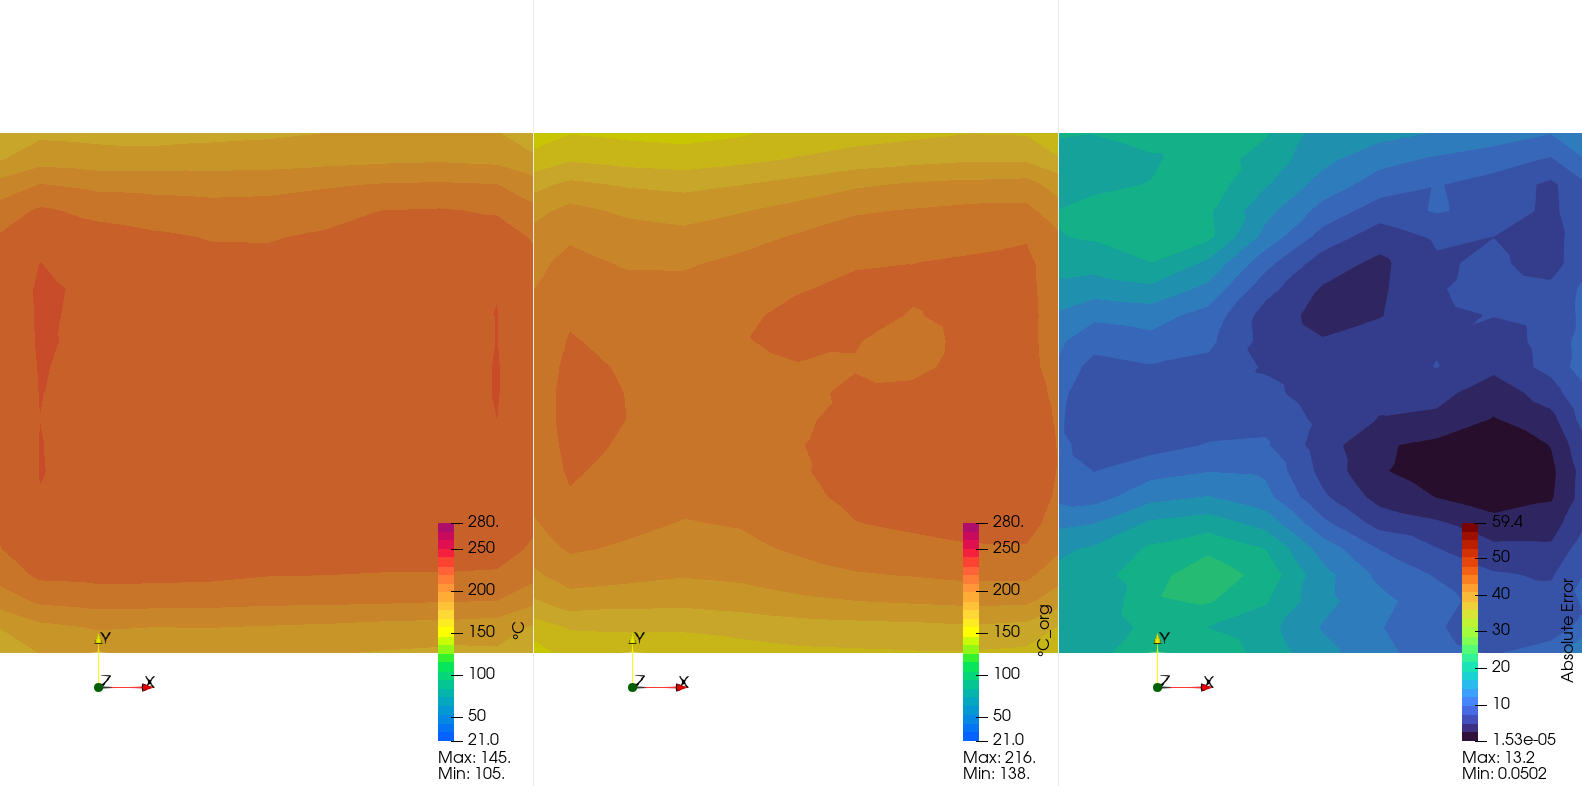 280.
250
200
150
100
50
21.0
°C
Max: 145.
Min: 105.
Y
Z
X
280.
250
200
150
100
50
21.0
°C_org
Max: 216.
Min: 138.
Y
Z
X
59.4
50
40
30
20
10
1.53e-05
Absolute Error
Max: 13.2
Min: 0.0502
Y
Z
X